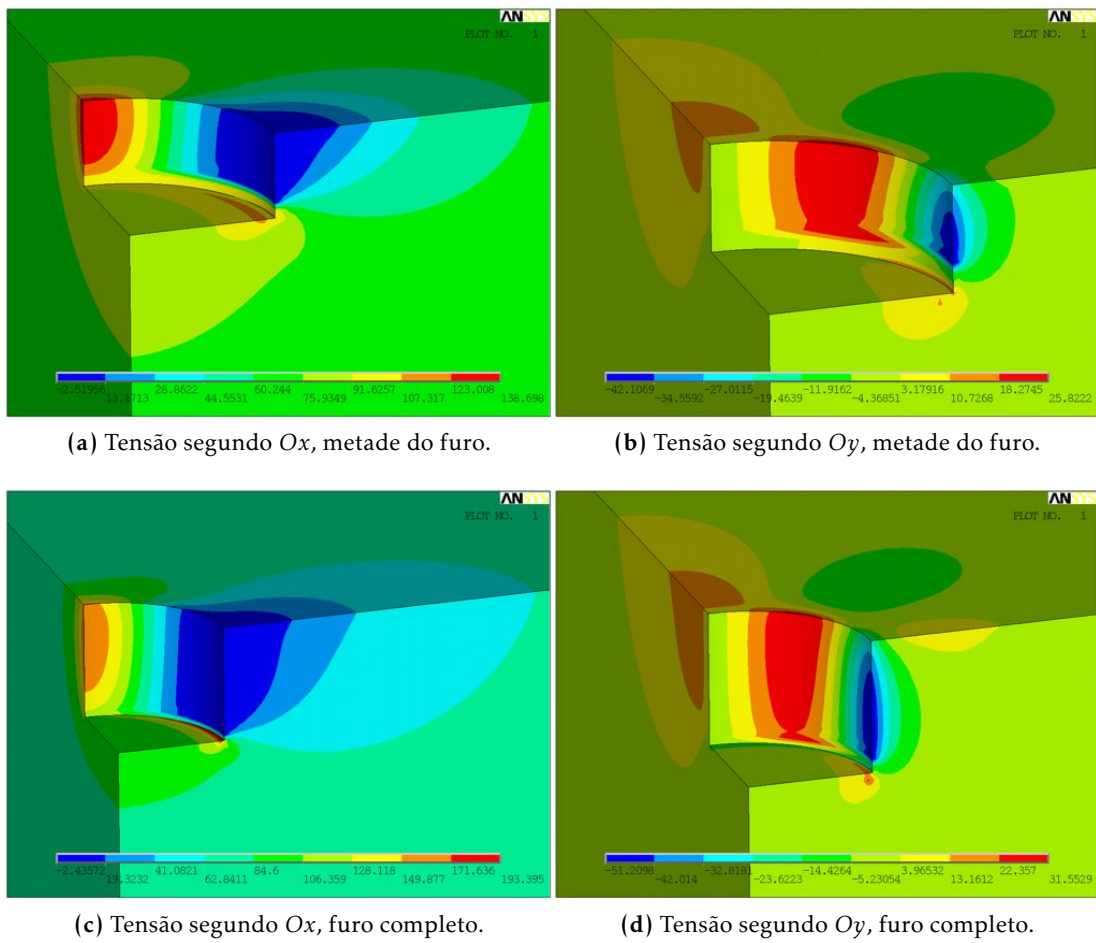 ANSYS
PLOT NO. 1
-2.51956 28.8622 60.244 91.6257 123.008
13.1713 44.5531 75.9349 107.317 138.698
(a) Tensão segundo Ox, metade do furo.
ANSYS
PLOT NO. 1
-42.1069 -27.0115 -11.9162 3.17916 18.2745
-34.5592 -19.4639 -4.36851 10.7268 25.8222
(b) Tensão segundo Oy, metade do furo.
ANSYS
PLOT NO. 1
-2.43572 41.0821 84.6 128.118 171.636
19.3232 62.8411 106.359 149.877 193.395
(c) Tensão segundo Ox, furo completo.
ANSYS
PLOT NO. 1
-51.2098 -32.8181 -14.4264 3.96532 22.357
-42.014 -23.6223 -5.23054 13.1612 31.5529
(d) Tensão segundo Oy, furo completo.